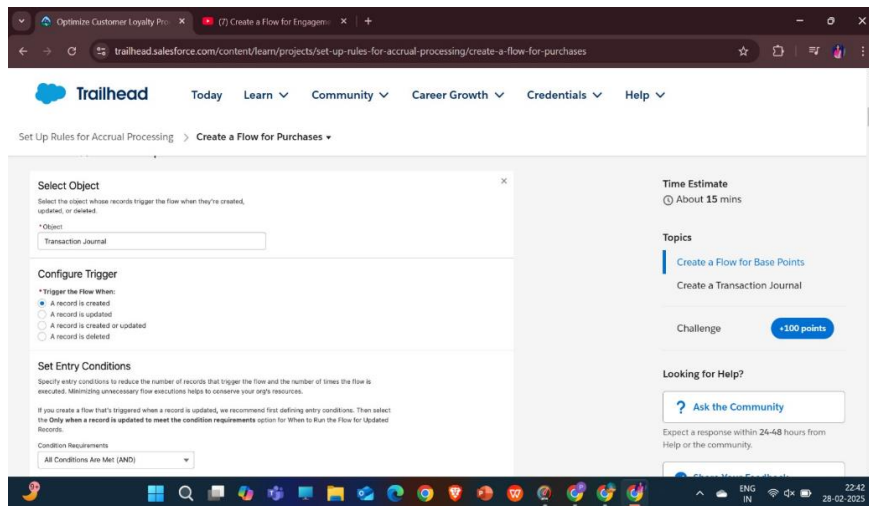 Optimize Customer Loyalty Pro
(7) Create a Flow for Engageme
trailhead.salesforce.com/content/learn/projects/set-up-rules-for-accrual-processing/create-a-flow-for-purchases
Trailhead
Today
Learn
Community
Career Growth
Credentials
Help
Set Up Rules for Accrual Processing > Create a Flow for Purchases
Select Object
Select the object whose records trigger the flow when they're created,
updated, or deleted.
*Object
Transaction Journal
Configure Trigger
*Trigger the Flow When:
A record is created
A record is updated
A record is created or updated
A record is deleted
Set Entry Conditions
Specify entry conditions to reduce the number of records that trigger the flow and the number of times the flow is
executed. Minimizing unnecessary flow executions helps to conserve your org's resources.
If you create a flow that's triggered when a record is updated, we recommend first defining entry conditions. Then select
the Only when a record is updated to meet the condition requirements option for When to Run the Flow for Updated
Records.
Condition Requirements
All Conditions Are Met (AND)
Time Estimate
About 15 mins
Topics
Create a Flow for Base Points
Create a Transaction Journal
Challenge
+100 points
Looking for Help?
? Ask the Community
Expect a response within 24-48 hours from
Help or the community.
Share Your Feedback
9+
ENG
IN
22:42
28-02-2025